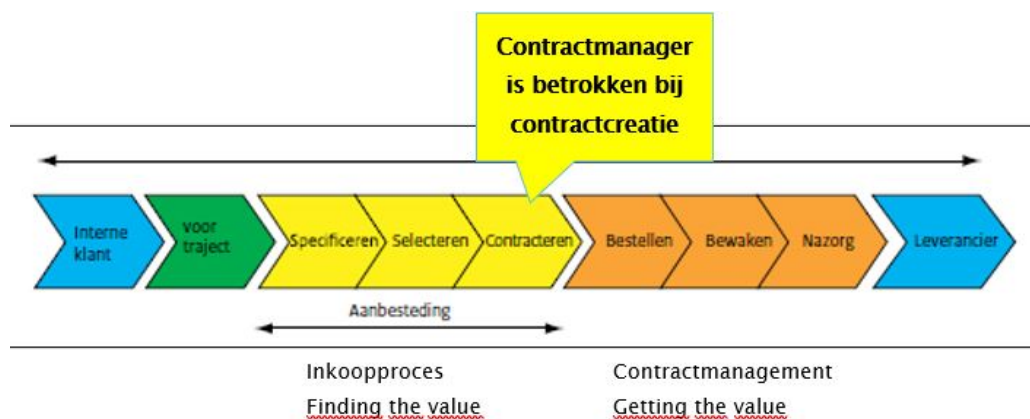 Contractmanager
is betrokken bij
contractcreatie
Interne
klant
voor
traject
Specificeren
Selecteren
Contracteren
Bestellen
Bewaken
Nazorg
Leverancier
Aanbesteding
Inkoopproces
Finding the value
Contractmanagement
Getting the value